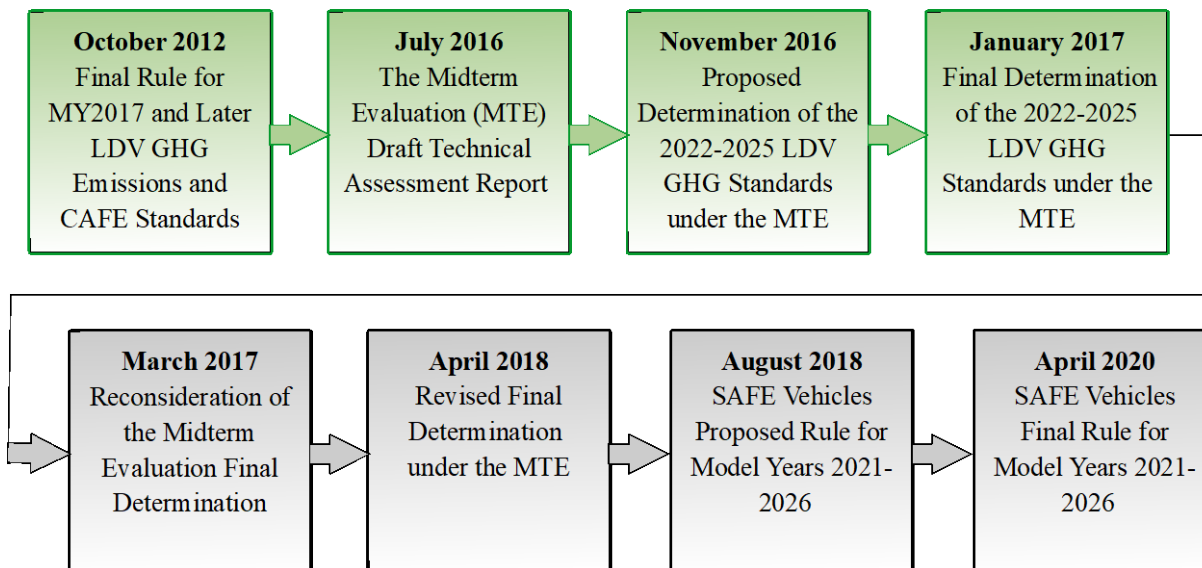 October 2012
Final Rule for
MY2017 and Later
LDV GHG
Emissions and
CAFE Standards
July 2016
The Midterm
Evaluation (MTE)
Draft Technical
Assessment Report
November 2016
Proposed
Determination of the
2022-2025 LDV
GHG Standards
under the MTE
January 2017
Final Determination
of the 2022-2025
LDV GHG
Standards under the
MTE
March 2017
Reconsideration of
the Midterm
Evaluation Final
Determination
April 2018
Revised Final
Determination
under the MTE
August 2018
SAFE Vehicles
Proposed Rule for
Model Years 2021-
2026
April 2020
SAFE Vehicles
Final Rule for
Model Years 2021-
2026